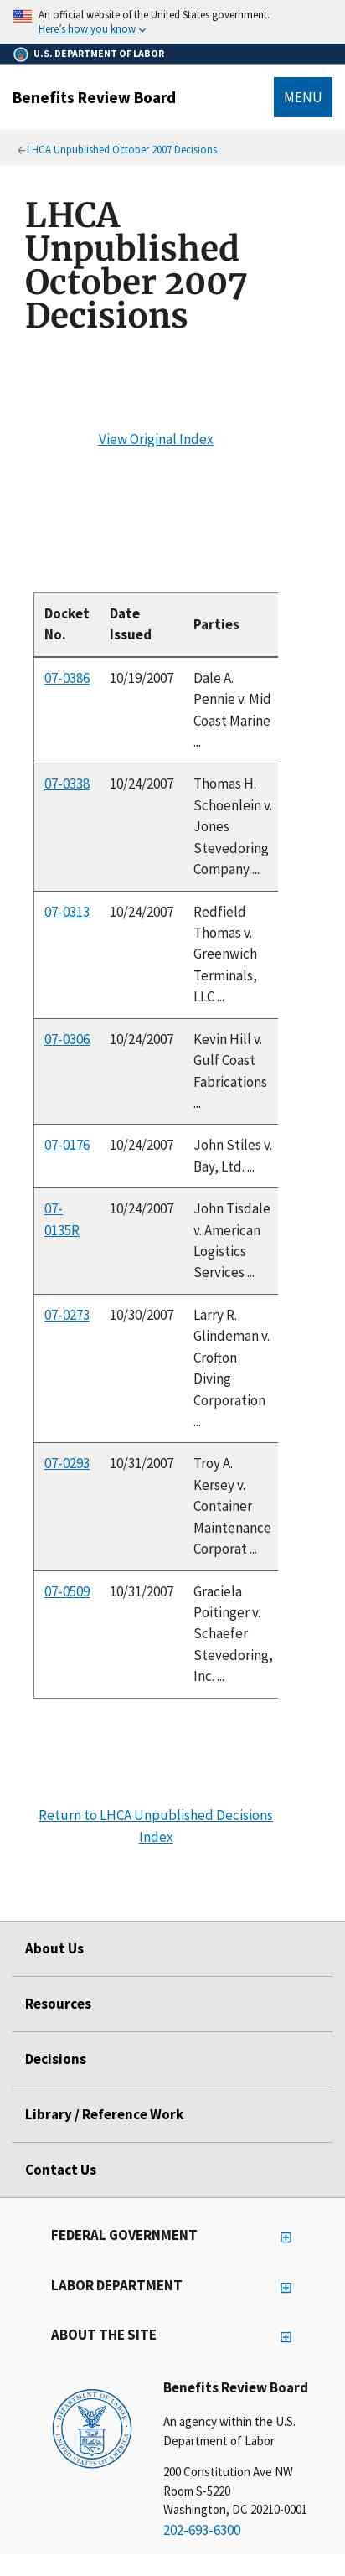 An official website of the United States government.
Here's how you know
U.S. DEPARTMENT OF LABOR
Benefits Review Board
MENU
LHCA Unpublished October 2007 Decisions
LHCA
Unpublished
October 2007
Decisions
View Original Index
Docket No. Date Issued Parties
07-0386 10/19/2007 Dale A.
Pennie v. Mid
Coast Marine
...
07-0338 10/24/2007 Thomas H.
Schoenlein v.
Jones
Stevedoring
Company ...
07-0313 10/24/2007 Redfield
Thomas v.
Greenwich
Terminals,
LLC ...
07-0306 10/24/2007 Kevin Hill v.
Gulf Coast
Fabrications
...
07-0176 10/24/2007 John Stiles v.
Bay, Ltd. ...
07- 10/24/2007 John Tisdale
0135R v. American
Logistics
Services ...
07-0273 10/30/2007 Larry R.
Glindeman v.
Crofton
Diving
Corporation
...
07-0293 10/31/2007 Troy A.
Kersey v.
Container
Maintenance
Corporat ...
07-0509 10/31/2007 Graciela
Poitinger v.
Schaefer
Stevedoring,
Inc. ...
Return to LHCA Unpublished Decisions
Index
About Us
Resources
Decisions
Library / Reference Work
Contact Us
FEDERAL GOVERNMENT
LABOR DEPARTMENT
ABOUT THE SITE
DEPARTMENT OF LABOR
UNITED STATES OF AMERICA
Benefits Review Board
An agency within the U.S.
Department of Labor
200 Constitution Ave NW
Room S-5220
Washington, DC 20210-0001
202-693-6300